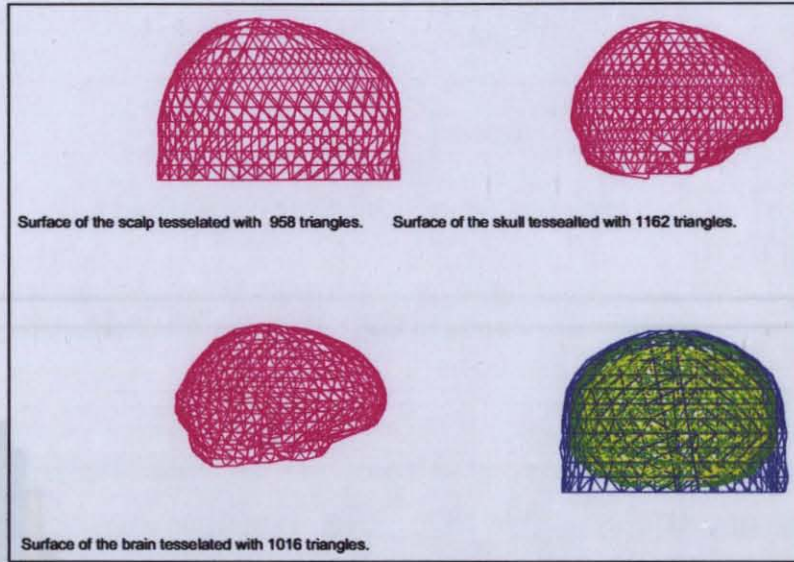 Surface of the scalp tesselated with 958 triangles.
Surface of the skull tessealted with 1162 triangles.
Surface of the brain tesselated with 1016 triangles.